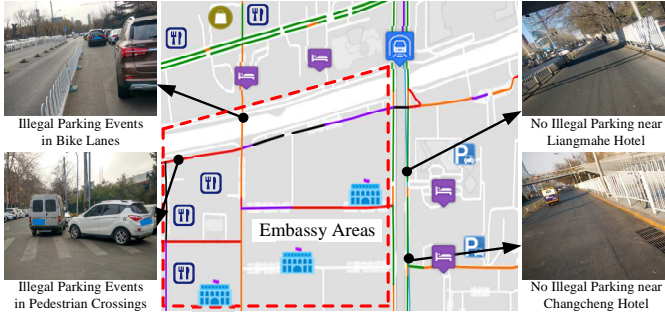 Illegal Parking Events
in Bike Lanes
Illegal Parking Events
in Pedestrian Crossings
Embassy Areas
P
P
No Illegal Parking near
Liangmahe Hotel
No Illegal Parking near
Changcheng Hotel